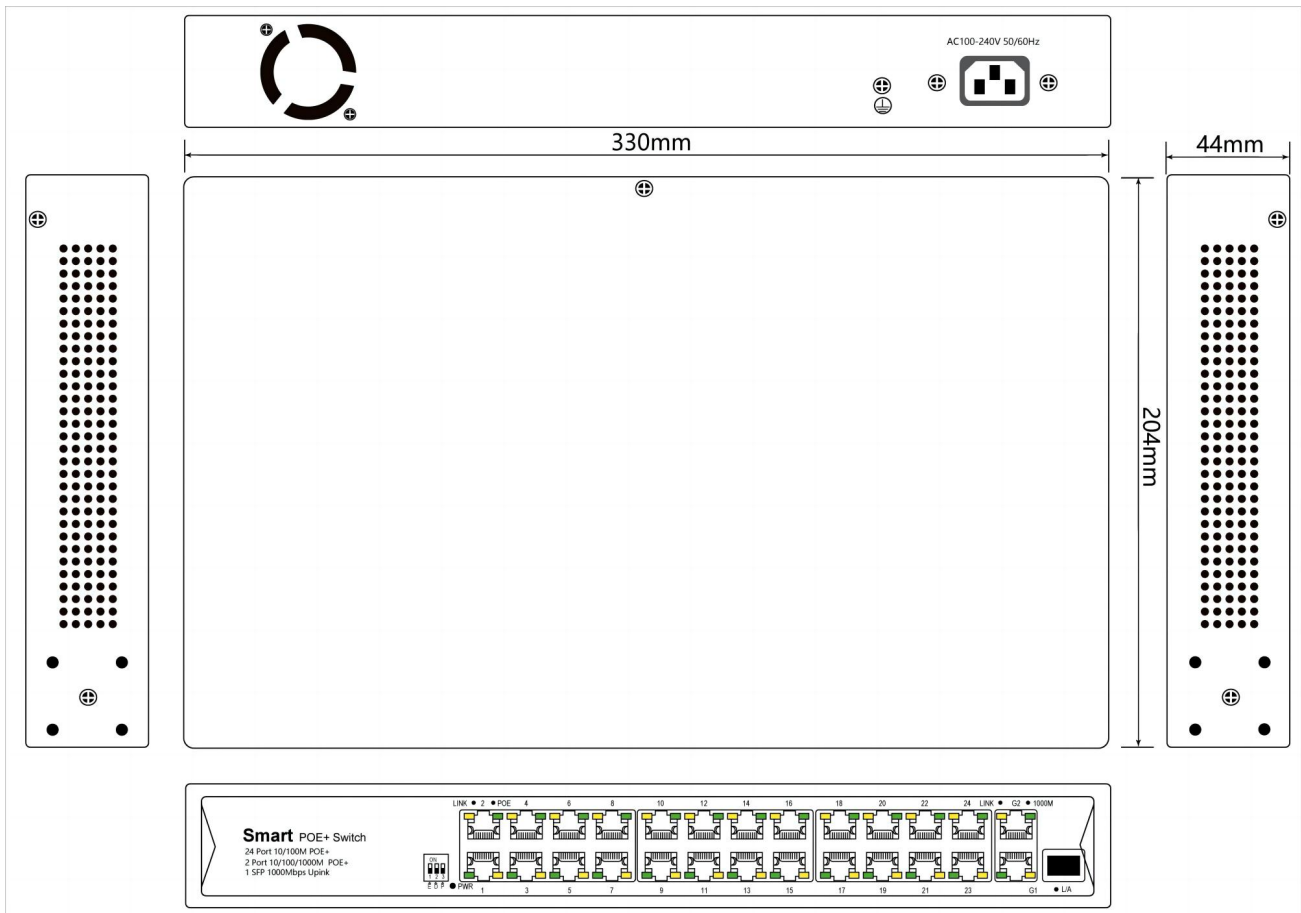 AC100-240V 50/60Hz
330mm
44mm
204mm
LINK 2 POE 4 6 8 10 12 14 16 18 20 22 24 LINK G2 1000M
Smart POE+ Switch
24 Port 10/100M POE+
2 Port 10/100/1000M POE+
1 SFP 1000Mbps Upink
ON
1 2 3
E D P
PWR
1 3 5 7 9 11 13 15 17 19 21 23 G1 L/A